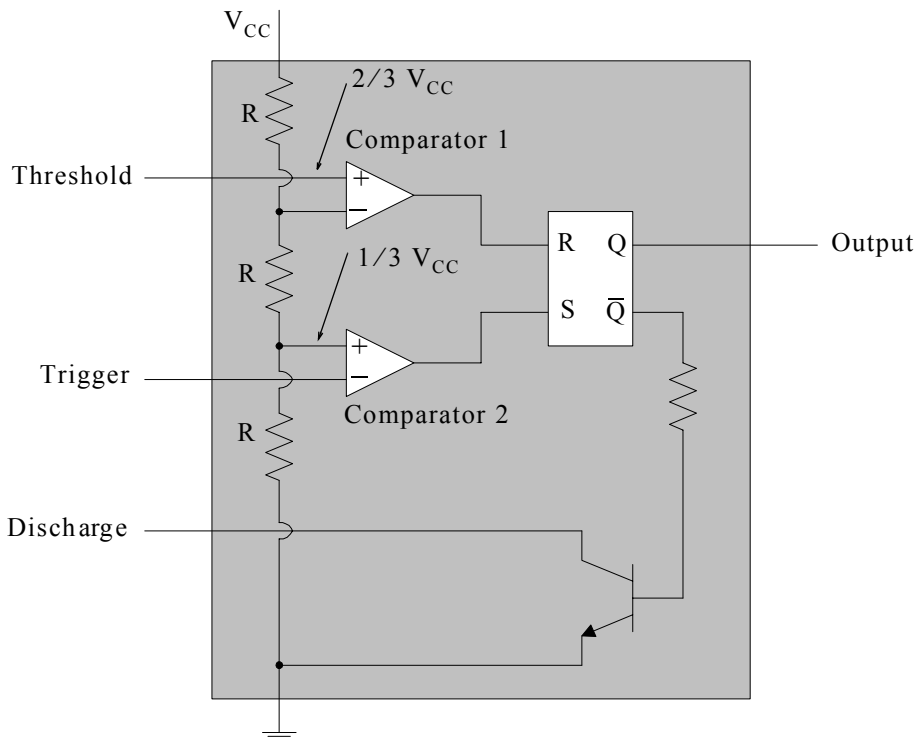 V_CC
2/3 V_CC
R
Comparator 1
Threshold
+
−
R Q Output
1/3 V_CC
R
S Q̅
+
Trigger
−
Comparator 2
R
Discharge